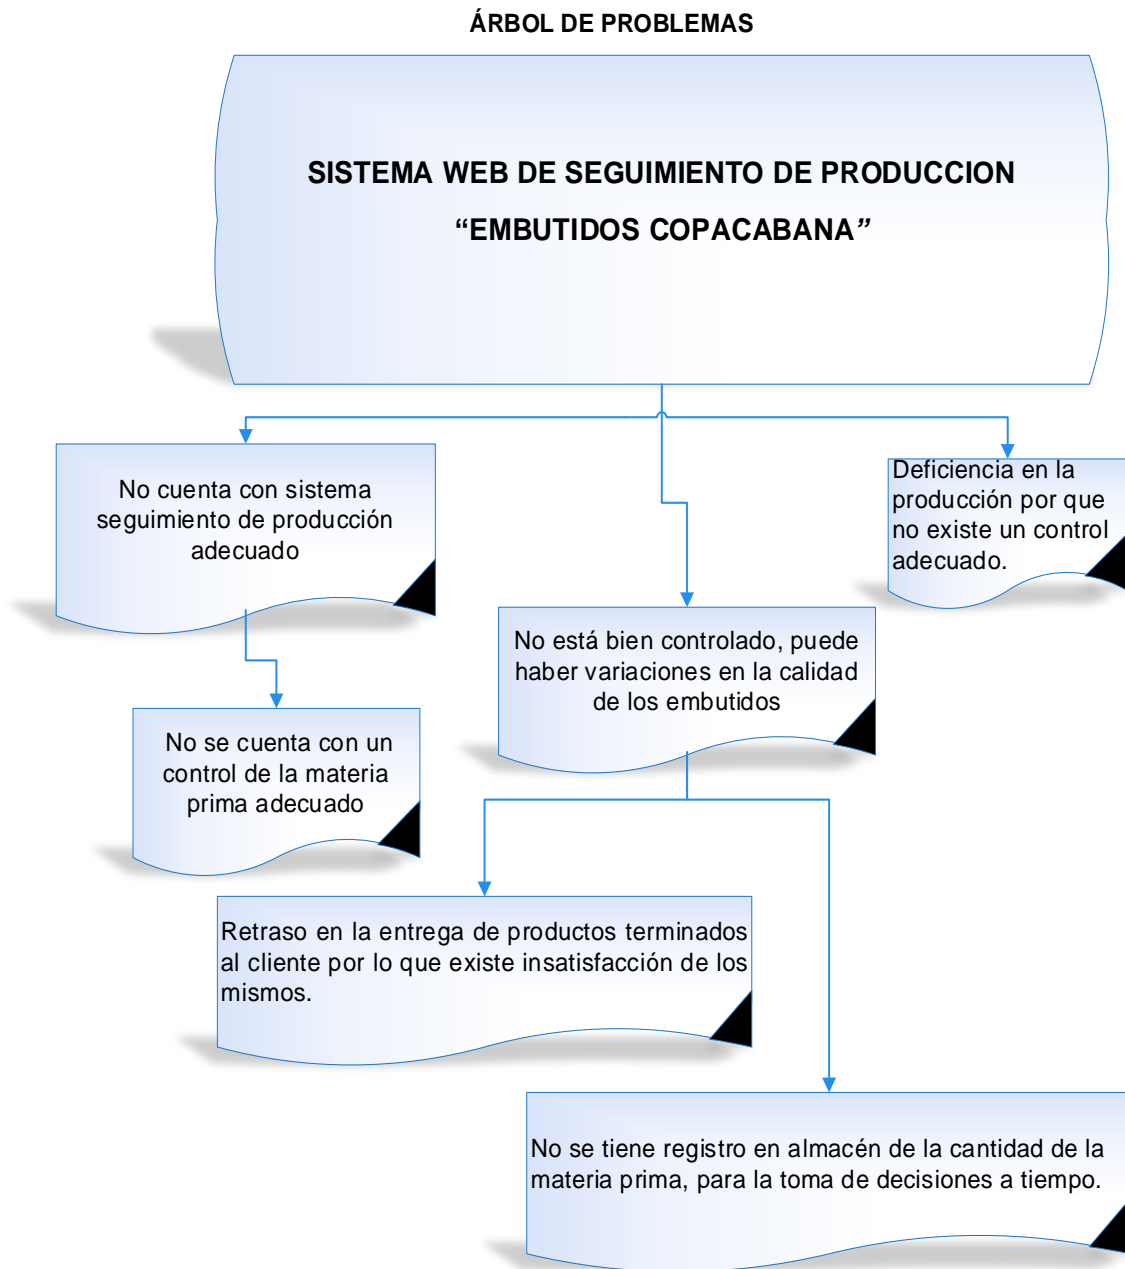 ÁRBOL DE PROBLEMAS
SISTEMA WEB DE SEGUIMIENTO DE PRODUCCION
“EMBUTIDOS COPACABANA”
No cuenta con sistema
seguimiento de producción
adecuado
Deficiencia en la
producción por que
no existe un control
adecuado.
No está bien controlado, puede
haber variaciones en la calidad
de los embutidos
No se cuenta con un
control de la materia
prima adecuado
Retraso en la entrega de productos terminados
al cliente por lo que existe insatisfacción de los
mismos.
No se tiene registro en almacén de la cantidad de la
materia prima, para la toma de decisiones a tiempo.